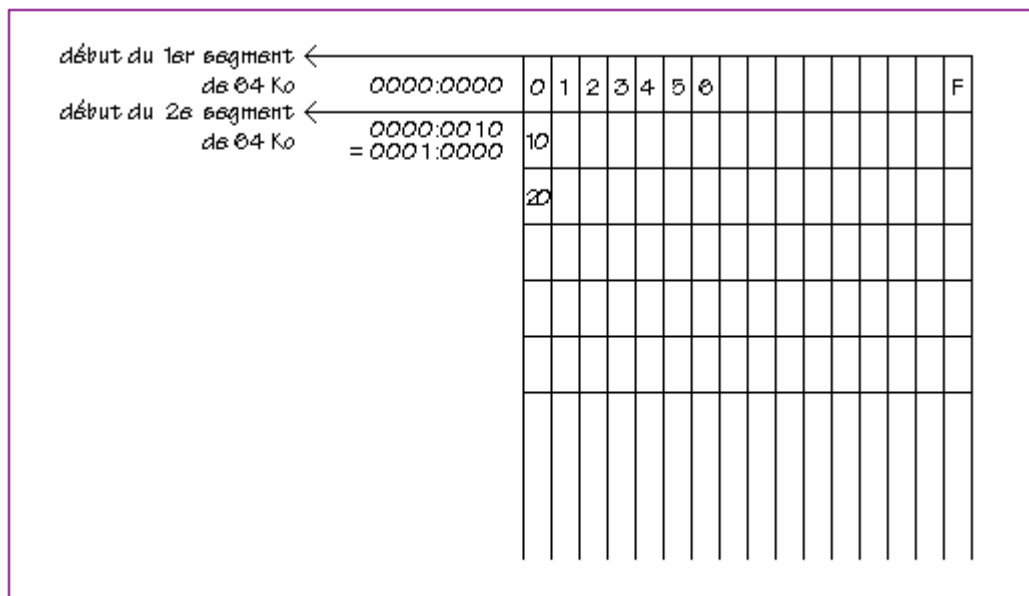 début du 1er segment
de 64 Ko 0000:0000 0 1 2 3 4 5 6 F
début du 2e segment
de 64 Ko 0000:0010
= 0001:0000 10
20